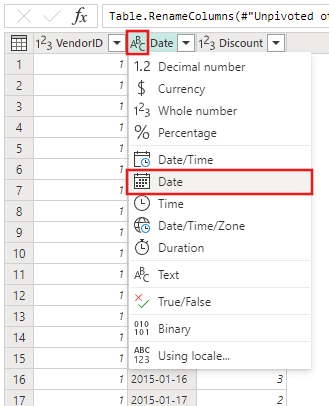 fx Table.RenameColumns(#"Unpivoted ot
1²3 VendorID ABC Date 1²3 Discount
1 1
2 1
3 1
4 1
5 1
6 1
7 1
8 1
9 1
10 1
11 1
12 1
13 1
14 1
15 1
16 1 2015-01-16 3
17 1 2015-01-17 2
1.2 Decimal number
$ Currency
1²3 Whole number
% Percentage
Date/Time
Date
Time
Date/Time/Zone
Duration
ABC Text
True/False
010 101 Binary
ABC 123 Using locale...